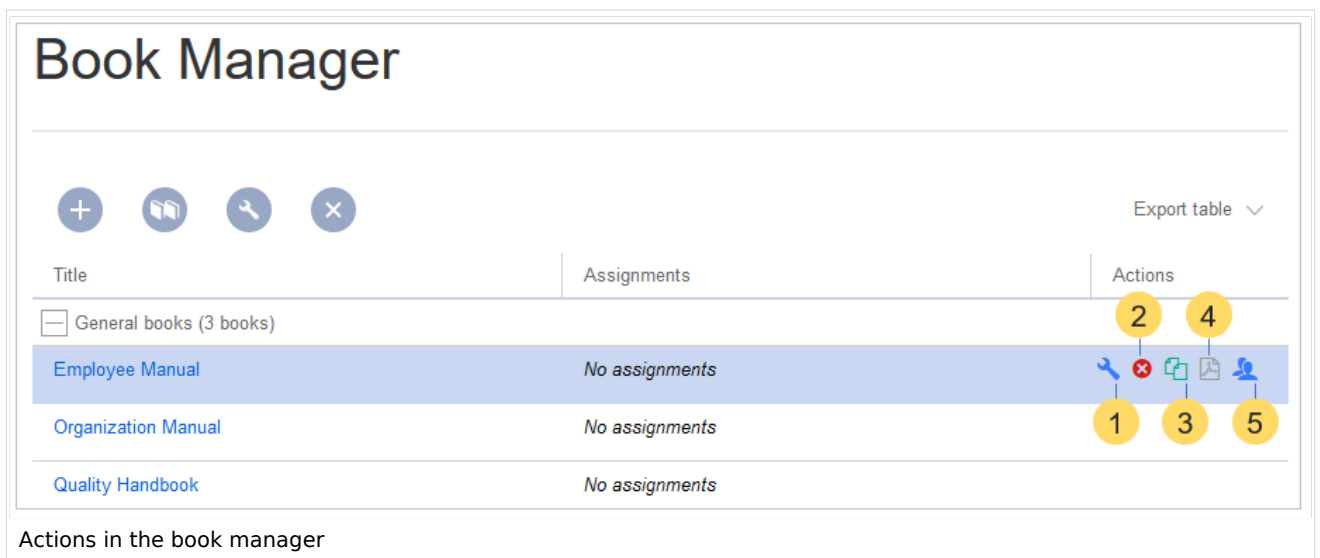 Book Manager
Export table
Title Assignments Actions
General books (3 books)
2 4
Employee Manual No assignments
1 3 5
Organization Manual No assignments
Quality Handbook No assignments
Actions in the book manager